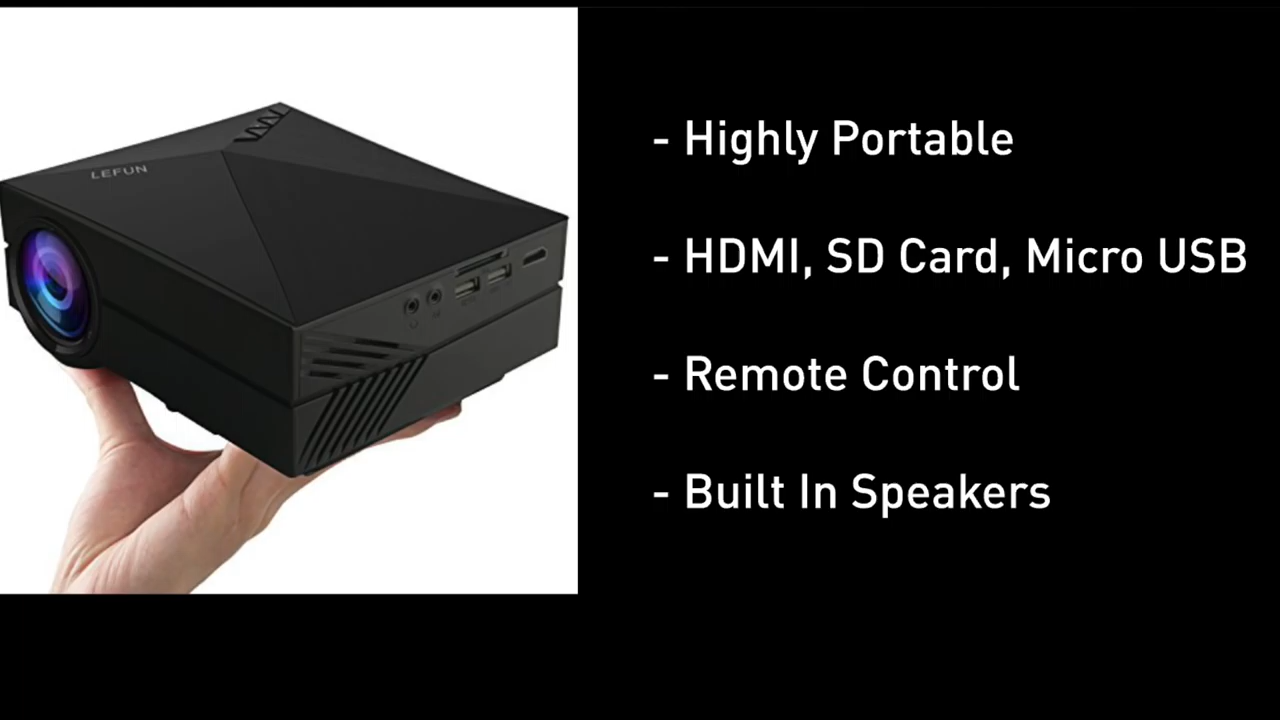 LEFUN
- Highly Portable
- HDMI, SD Card, Micro USB
- Remote Control
- Built In Speakers